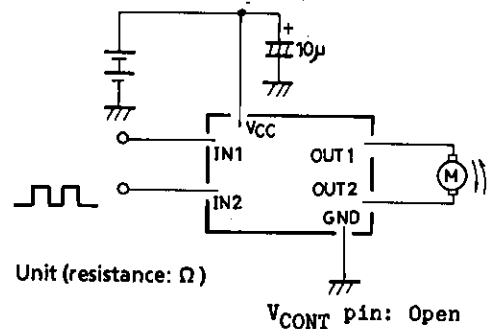 +
10μ
VCC
IN1
OUT1
M
IN2
OUT2
GND
Unit (resistance: Ω)
VCONT pin: Open